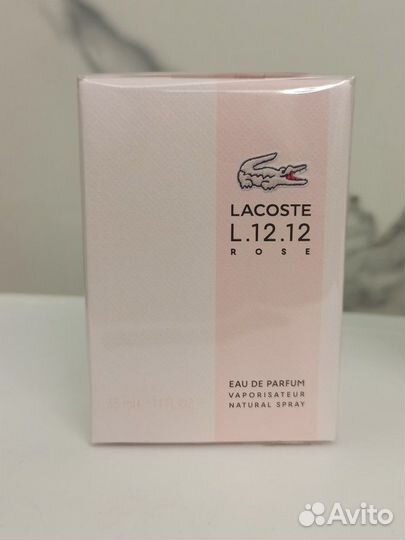 LACOSTE
L.12.12
ROSE
EAU DE PARFUM
VAPORISATEUR
NATURAL SPRAY
Avito